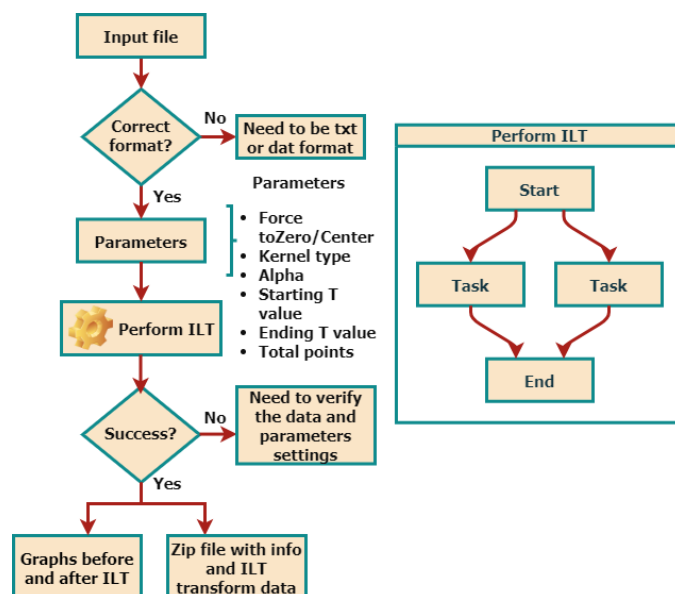 Input file
Correct
format?
No
Need to be txt
or dat format
Yes
Parameters
Parameters
• Force
toZero/Center
• Kernel type
• Alpha
• Starting T
value
• Ending T value
• Total points
Perform ILT
Success?
No
Need to verify
the data and
parameters
settings
Yes
Graphs before
and after ILT
Zip file with info
and ILT
transform data
Perform ILT
Start
Task
Task
End